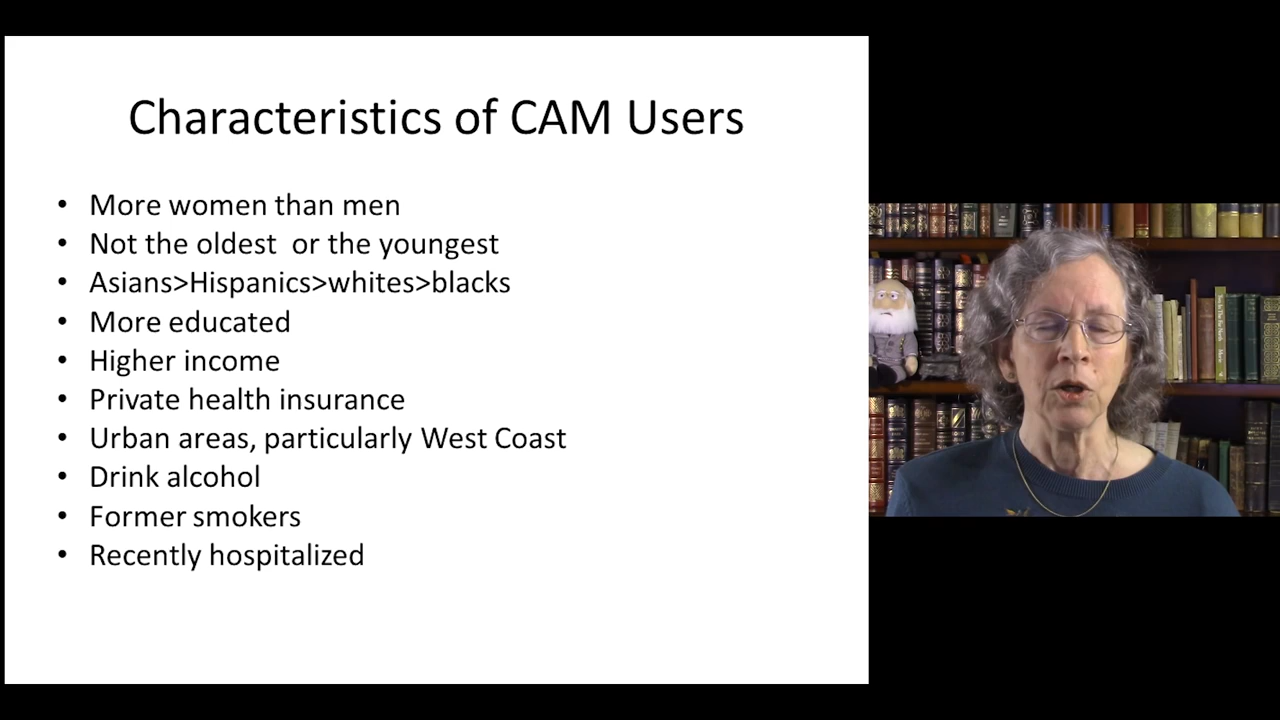 Characteristics of CAM Users
• More women than men
• Not the oldest  or the youngest
• Asians>Hispanics>whites>blacks
• More educated
• Higher income
• Private health insurance
• Urban areas, particularly West Coast
• Drink alcohol
• Former smokers
• Recently hospitalized